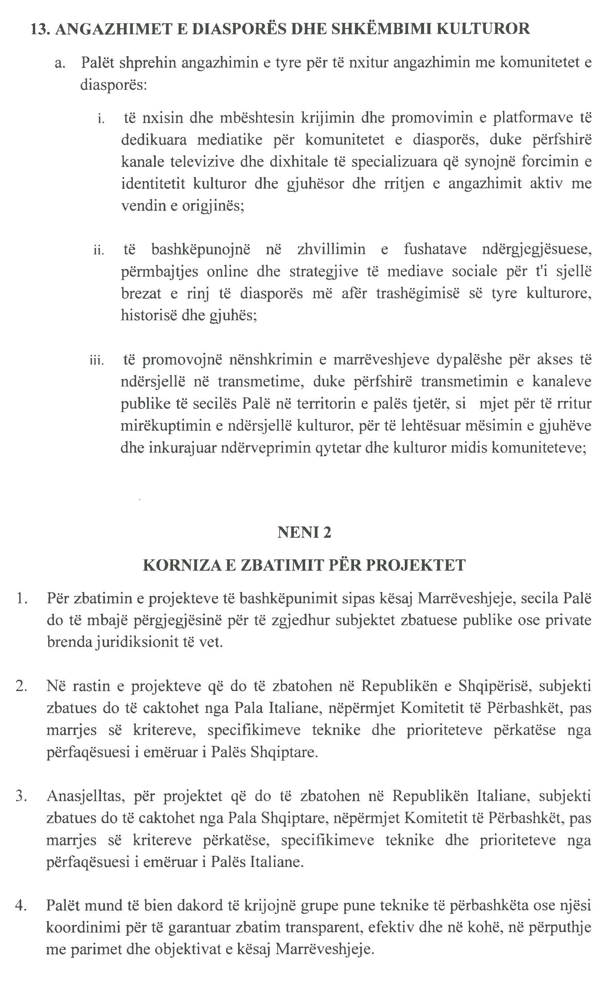 13. ANGAZHIMET E DIASPORËS DHE SHKËMBIMI KULTUROR
a. Palët shprehin angazhimin e tyre për të nxitur angazhimin me komunitetet e
diasporës:
i. të nxisin dhe mbështesin krijimin dhe promovimin e platformave të
dedikuara mediatike për komunitetet e diasporës, duke përfshirë
kanale televizive dhe dixhitale të specializuara që synojnë forcimin e
identitetit kulturor dhe gjuhësor dhe rritjen e angazhimit aktiv me
vendin e origjinës;
ii. të bashkëpunojnë në zhvillimin e fushatave ndërgjegjësuese,
përmbajtjes online dhe strategjive të mediave sociale për t'i sjellë
brezat e rinj të diasporës më afër trashëgimisë së tyre kulturore,
historisë dhe gjuhës;
iii. të promovojnë nënshkrimin e marrëveshjeve dypalëshe për akses të
ndërsjellë në transmetime, duke përfshirë transmetimin e kanaleve
publike të secilës Palë në territorin e palës tjetër, si mjet për të rritur
mirëkuptimin e ndërsjellë kulturor, për të lehtësuar mësimin e gjuhëve
dhe inkurajuar ndërveprimin qytetar dhe kulturor midis komuniteteve;
NENI 2
KORNIZA E ZBATIMIT PËR PROJEKTET
1. Për zbatimin e projekteve të bashkëpunimit sipas kësaj Marrëveshjeje, secila Palë
do të mbajë përgjegjësinë për të zgjedhur subjektet zbatuese publike ose private
brenda juridiksionit të vet.
2. Në rastin e projekteve që do të zbatohen në Republikën e Shqipërisë, subjekti
zbatues do të caktohet nga Pala Italiane, nëpërmjet Komitetit të Përbashkët, pas
marrjes së kritereve, specifikimeve teknike dhe prioriteteve përkatëse nga
përfaqësuesi i emëruar i Palës Shqiptare.
3. Anasjelltas, për projektet që do të zbatohen në Republikën Italiane, subjekti
zbatues do të caktohet nga Pala Shqiptare, nëpërmjet Komitetit të Përbashkët, pas
marrjes së kritereve përkatëse, specifikimeve teknike dhe prioriteteve nga
përfaqësuesi i emëruar i Palës Italiane.
4. Palët mund të bien dakord të krijojnë grupe pune teknike të përbashkëta ose njësi
koordinimi për të garantuar zbatim transparent, efektiv dhe në kohë, në përputhje
me parimet dhe objektivat e kësaj Marrëveshjeje.